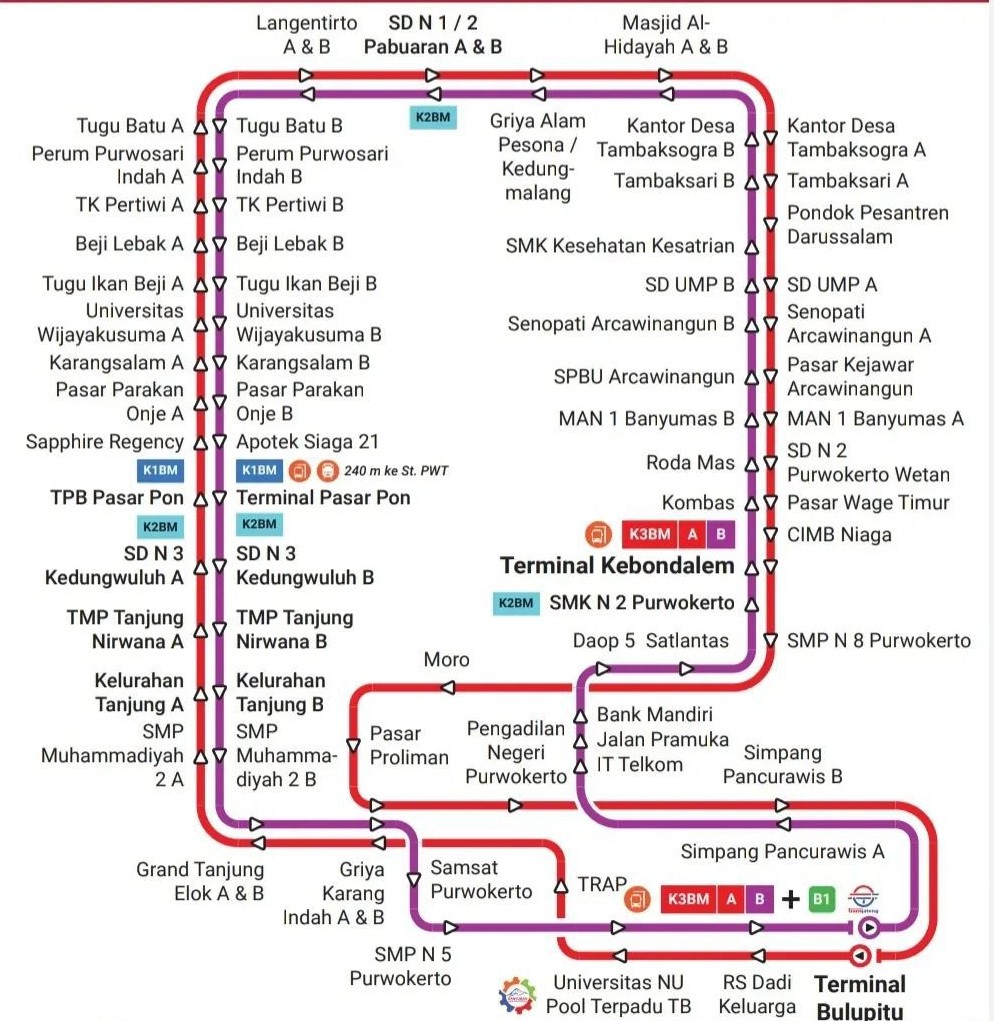 Langentirto
A & B
SD N 1 / 2
Pabuaran A & B
Masjid Al-
Hidayah A & B
K2BM
Griya Alam
Pesona /
Kedung-
malang
Tugu Batu A
Perum Purwosari
Indah A
TK Pertiwi A
Beji Lebak A
Tugu Ikan Beji A
Universitas
Wijayakusuma A
Karangsalam A
Pasar Parakan
Onje A
Sapphire Regency
K1BM
TPB Pasar Pon
K2BM
SD N 3
Kedungwuluh A
TMP Tanjung
Nirwana A
Kelurahan
Tanjung A
SMP
Muhammadiyah
2 A
Tugu Batu B
Perum Purwosari
Indah B
TK Pertiwi B
Beji Lebak B
Tugu Ikan Beji B
Universitas
Wijayakusuma B
Karangsalam B
Pasar Parakan
Onje B
Apotek Siaga 21
K1BM 240 m ke St. PWT
Terminal Pasar Pon
K2BM
SD N 3
Kedungwuluh B
TMP Tanjung
Nirwana B
Kelurahan
Tanjung B
SMP
Muhamma-
diyah 2 B
Kantor Desa
Tambaksogra B
Tambaksari B
SMK Kesehatan Kesatrian
SD UMP B
Senopati Arcawinangun B
SPBU Arcawinangun
MAN 1 Banyumas B
Roda Mas
Kombas
K3BM A B
Terminal Kebondalem
K2BM SMK N 2 Purwokerto
Daop 5 Satlantas
Kantor Desa
Tambaksogra A
Tambaksari A
Pondok Pesantren
Darussalam
SD UMP A
Senopati
Arcawinangun A
Pasar Kejawar
Arcawinangun
MAN 1 Banyumas A
SD N 2
Purwokerto Wetan
Pasar Wage Timur
CIMB Niaga
SMP N 8 Purwokerto
Moro
Pasar
Proliman
Pengadilan
Negeri
Purwokerto
Bank Mandiri
Jalan Pramuka
IT Telkom
Simpang
Pancurawis B
Simpang Pancurawis A
Grand Tanjung
Elok A & B
Griya
Karang
Indah A & B
Samsat
Purwokerto
TRAP
K3BM A B + B1
SMP N 5
Purwokerto
Universitas NU
Pool Terpadu TB
RS Dadi
Keluarga
Terminal
Bulupitu